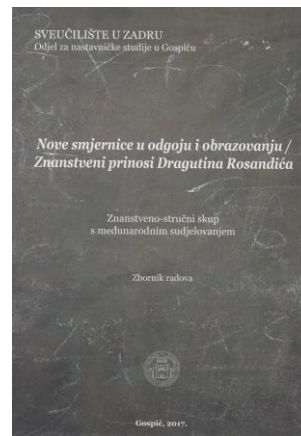 SVEUČILIŠTE U ZADRU
Odjel za nastavničke studije u Gospiću
Nove smjernice u odgoju i obrazovanju /
Znanstveni prinosi Dragutina Rosandića
Znanstveno-stručni skup
s međunarodnim sudjelovanjem
Zbornik radova
Gospić, 2017.